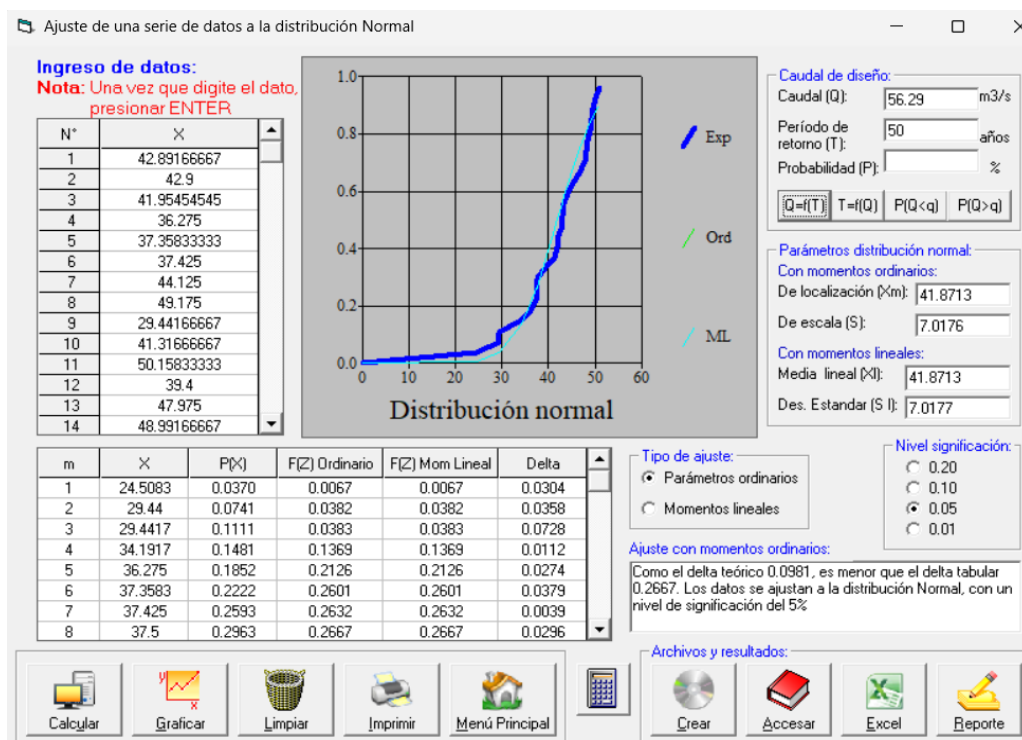 Ajuste de una serie de datos a la distribución Normal
Ingreso de datos:
Nota: Una vez que digite el dato,
presionar ENTER
N° X
1 42.89166667
2 42.9
3 41.95454545
4 36.275
5 37.35833333
6 37.425
7 44.125
8 49.175
9 29.44166667
10 41.31666667
11 50.15833333
12 39.4
13 47.975
14 48.99166667
1.0
0.8
0.6
0.4
0.2
0.0
0 10 20 30 40 50 60
Distribución normal
Exp
Ord
ML
Caudal de diseño:
Caudal (Q): 56.29 m3/s
Período de
retorno (T): 50 años
Probabilidad (P): %
Q=f(T) T=f(Q) P(Q<q) P(Q>q)
Parámetros distribución normal:
Con momentos ordinarios:
De localización (Xm): 41.8713
De escala (S): 7.0176
Con momentos lineales:
Media lineal (Xl): 41.8713
Des. Estandar (S l): 7.0177
m X P(X) F(Z) Ordinario F(Z) Mom Lineal Delta
1 24.5083 0.0370 0.0067 0.0067 0.0304
2 29.44 0.0741 0.0382 0.0382 0.0358
3 29.4417 0.1111 0.0383 0.0383 0.0728
4 34.1917 0.1481 0.1369 0.1369 0.0112
5 36.275 0.1852 0.2126 0.2126 0.0274
6 37.3583 0.2222 0.2601 0.2601 0.0379
7 37.425 0.2593 0.2632 0.2632 0.0039
8 37.5 0.2963 0.2667 0.2667 0.0296
Tipo de ajuste:
Parámetros ordinarios
Momentos lineales
Nivel significación:
0.20
0.10
0.05
0.01
Ajuste con momentos ordinarios:
Como el delta teórico 0.0981, es menor que el delta tabular
0.2667. Los datos se ajustan a la distribución Normal, con un
nivel de significación del 5%
Calcular Graficar Limpiar Imprimir Menú Principal
Archivos y resultados:
Crear Accesar Excel Reporte